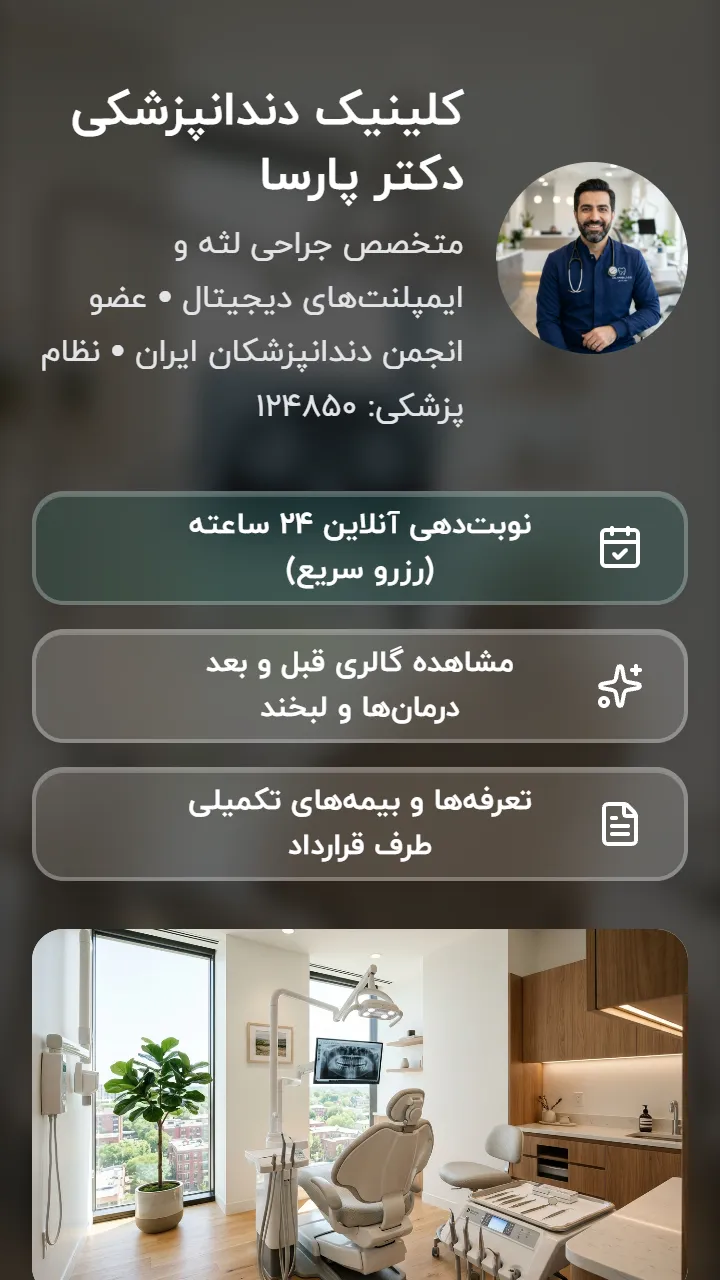 کلینیک دندانپزشکی
دکتر پارسا
متخصص جراحی لثه و
ایمپلنت‌های دیجیتال • عضو
انجمن دندانپزشکان ایران • نظام
پزشکی: ۱۲۴۸۵۰
نوبت‌دهی آنلاین ۲۴ ساعته
(رزرو سریع)
مشاهده گالری قبل و بعد
درمان‌ها و لبخند
تعرفه‌ها و بیمه‌های تکمیلی
طرف قرارداد